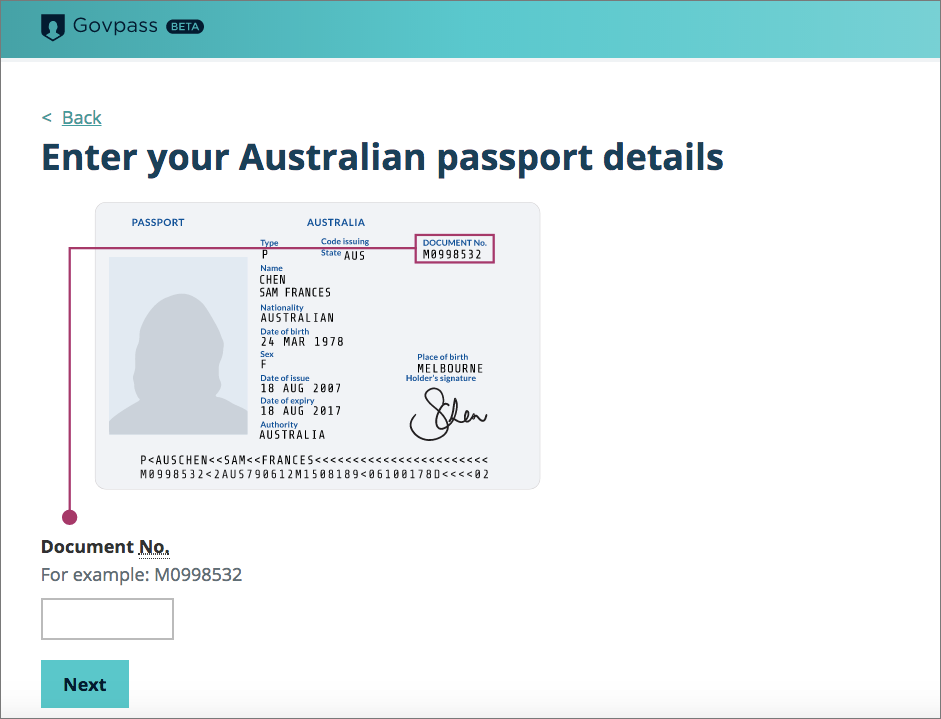 Govpass BETA
< Back
Enter your Australian passport details
PASSPORT AUSTRALIA
Type Code issuing DOCUMENT No.
P State AUS M0998532
Name
CHEN
SAM FRANCES
Nationality
AUSTRALIAN
Date of birth
24 MAR 1978
Sex
F
Place of birth
MELBOURNE
Holder's signature
Date of issue
18 AUG 2007
Date of expiry
18 AUG 2017
Authority
AUSTRALIA
SChen
P<AUSCHEN<<SAM<<FRANCES<<<<<<<<<<<<<<<<<<<<<<<
M0998532<2AUS790612M1508189<06100178D<<<<02
Document No.
For example: M0998532
Next